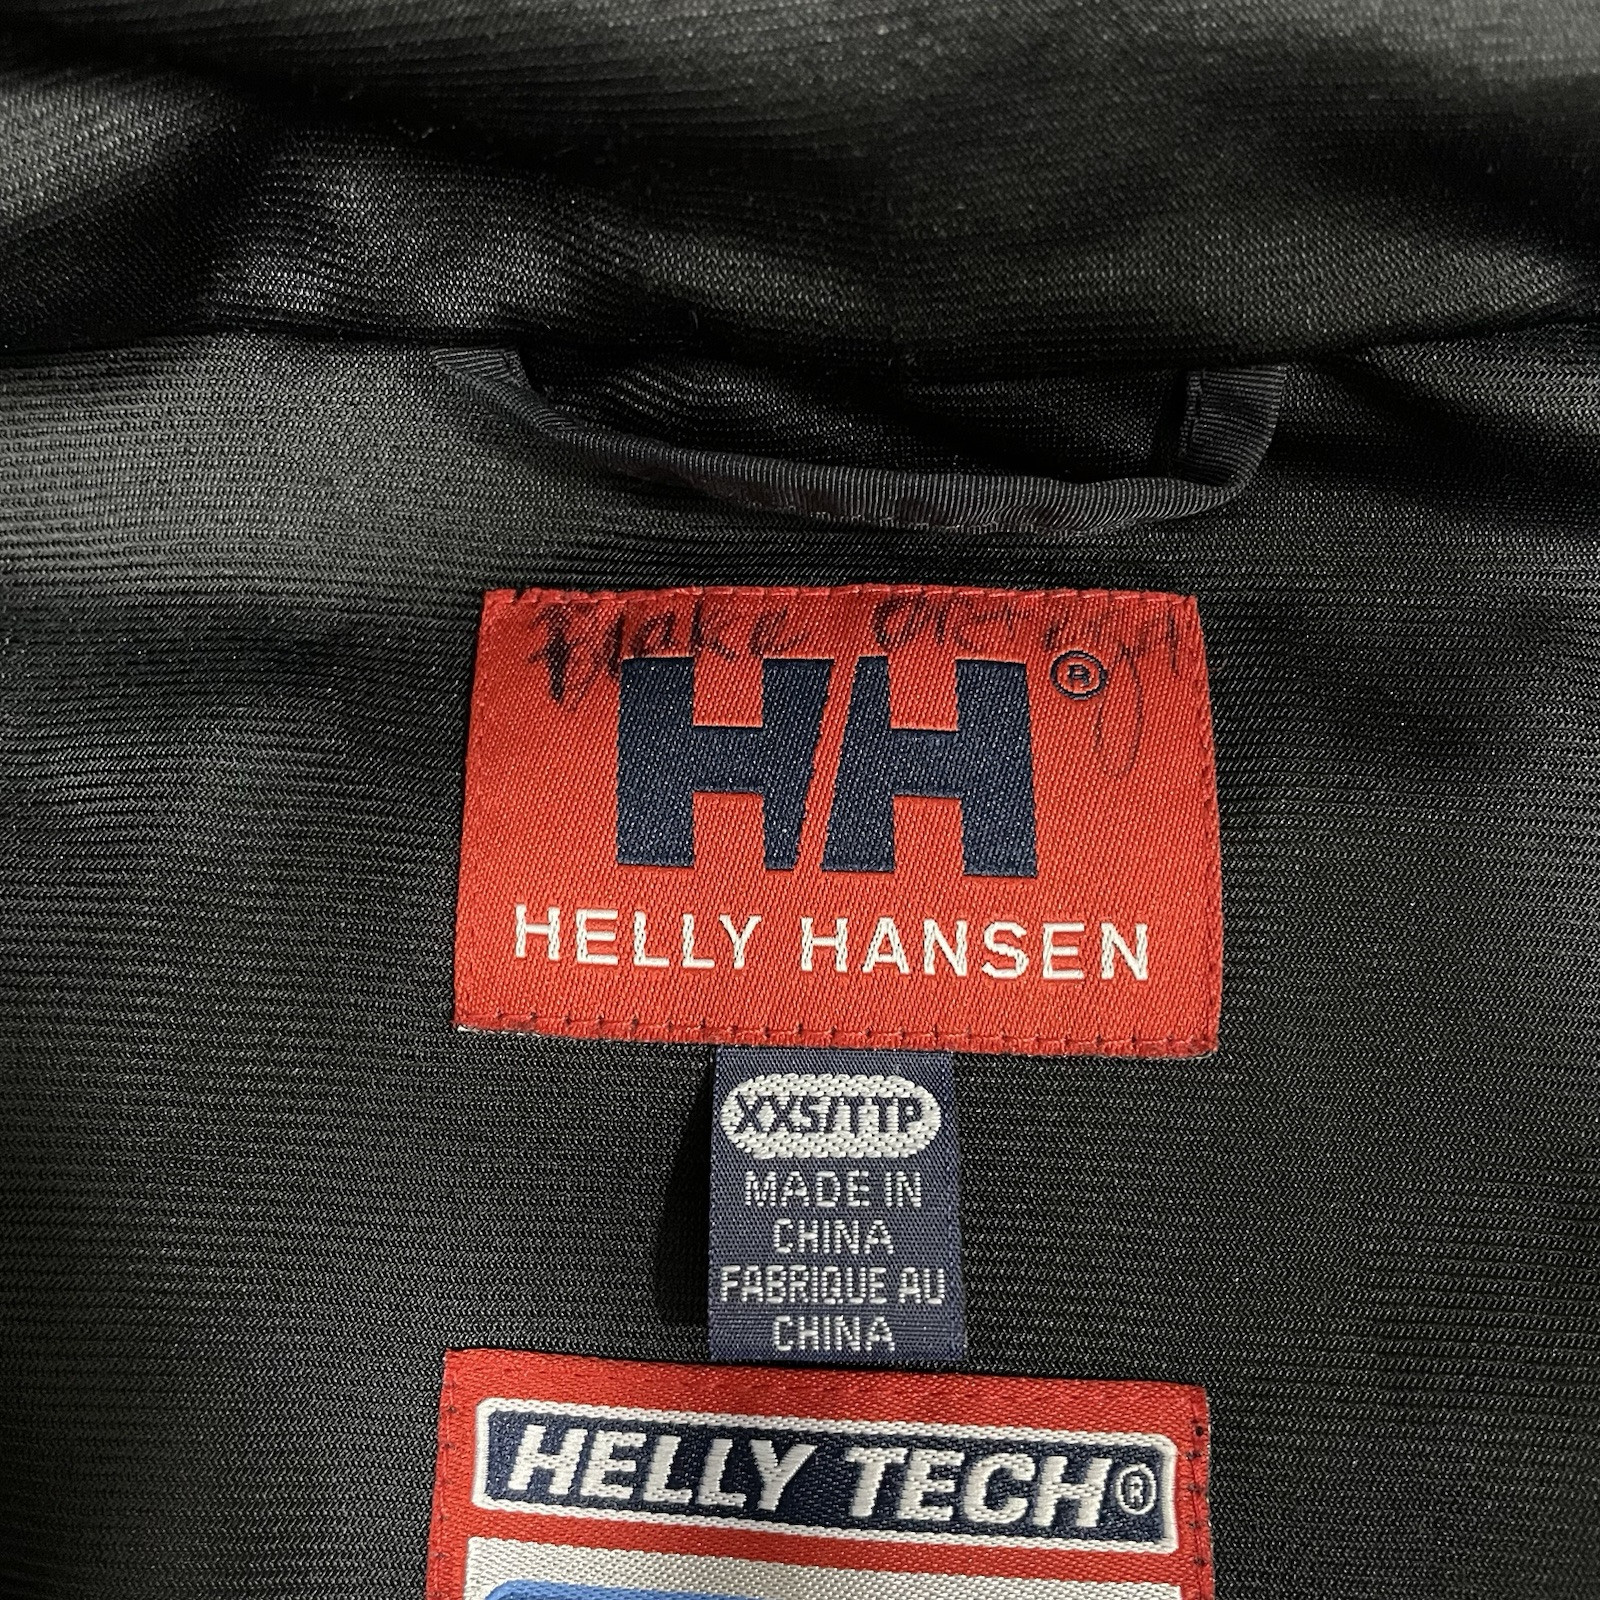 HH®
HELLY HANSEN
XXS/TTP
MADE IN
CHINA
FABRIQUE AU
CHINA
HELLY TECH®